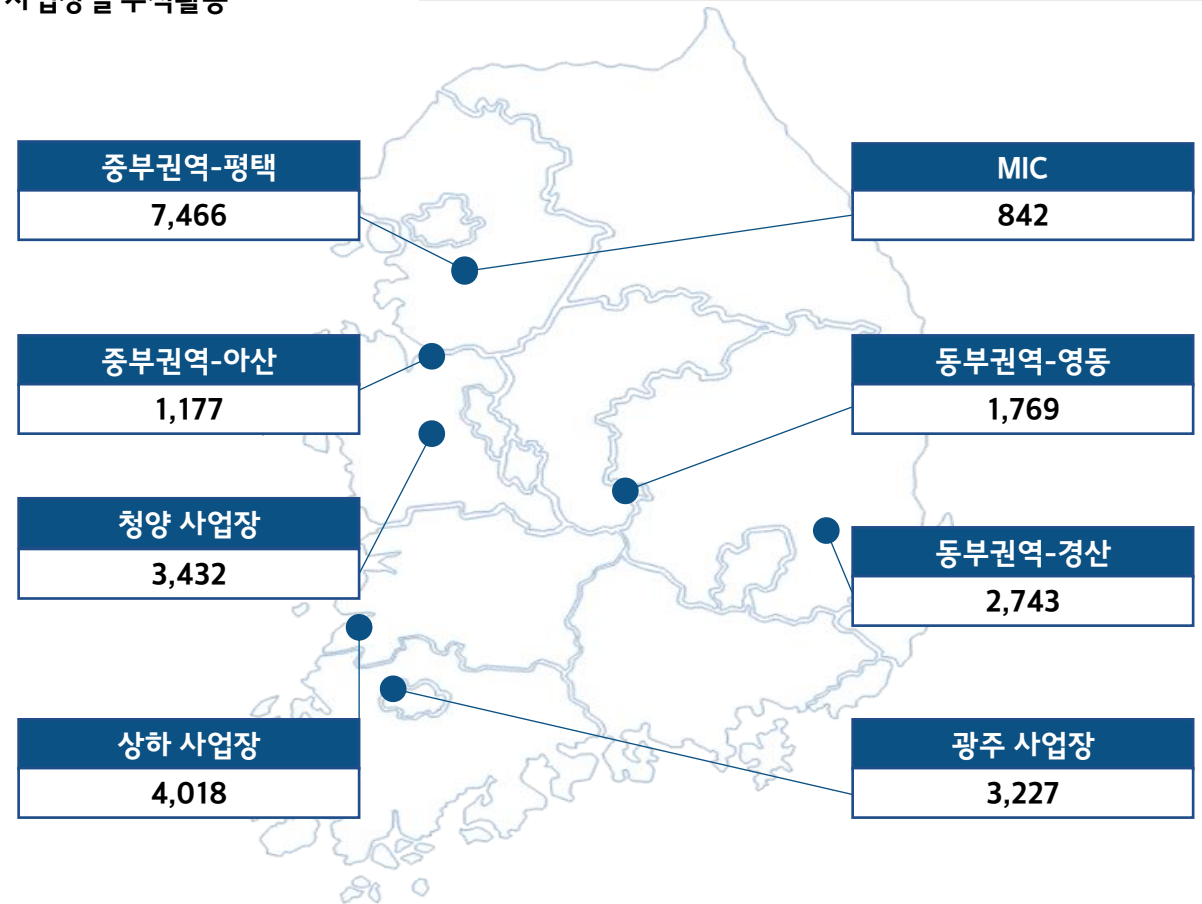 중부권역-평택
7,466
MIC
842
중부권역-아산
1,177
동부권역-영동
1,769
청양 사업장
3,432
동부권역-경산
2,743
상하 사업장
4,018
광주 사업장
3,227